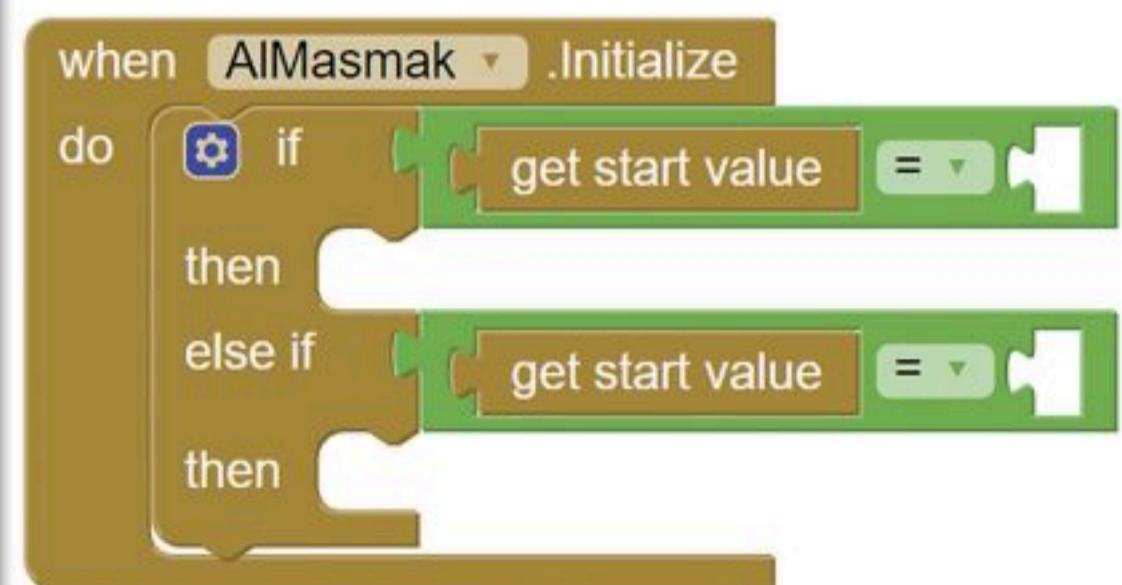 when AlMasmak .Initialize
do if get start value =
then
else if get start value =
then